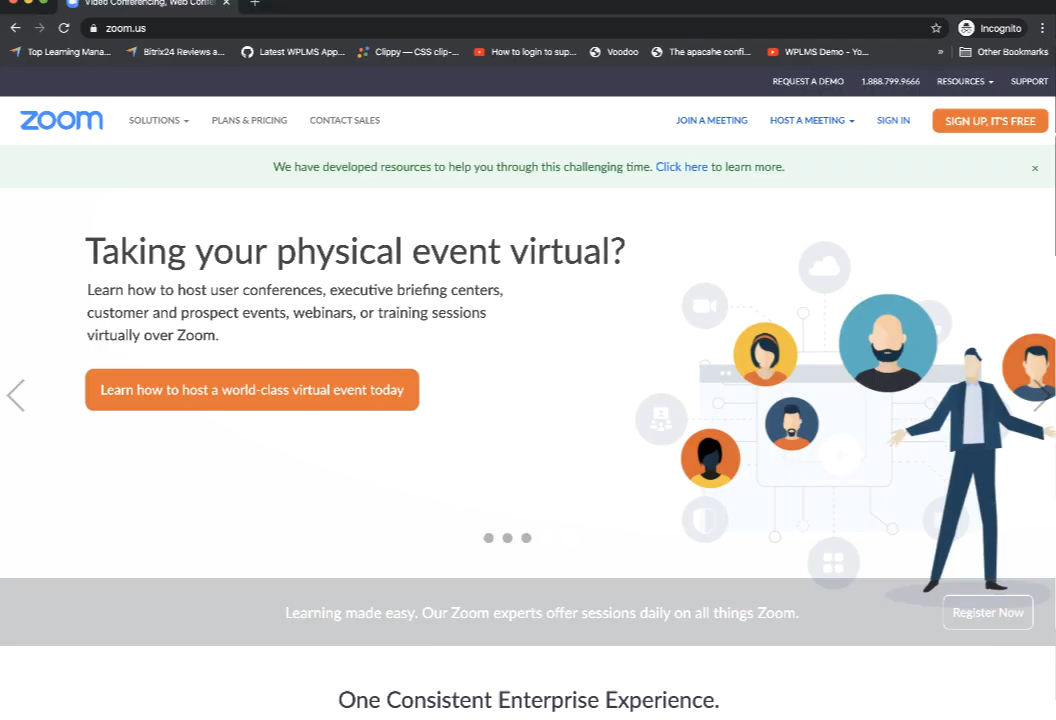 Video Conferencing, Web Confe
zoom.us
Incognito
Top Learning Mana...
Bitrix24 Reviews a...
Latest WPLMS App...
Clippy — CSS clip-...
How to login to sup...
Voodoo
The apacahe confi...
WPLMS Demo - Yo...
»
Other Bookmarks
REQUEST A DEMO
1.888.799.9666
RESOURCES
SUPPORT
zoom
SOLUTIONS
PLANS & PRICING
CONTACT SALES
JOIN A MEETING
HOST A MEETING
SIGN IN
SIGN UP, IT'S FREE
We have developed resources to help you through this challenging time. Click here to learn more.
×
Taking your physical event virtual?
Learn how to host user conferences, executive briefing centers,
customer and prospect events, webinars, or training sessions
virtually over Zoom.
Learn how to host a world-class virtual event today
Learning made easy. Our Zoom experts offer sessions daily on all things Zoom.
Register Now
One Consistent Enterprise Experience.